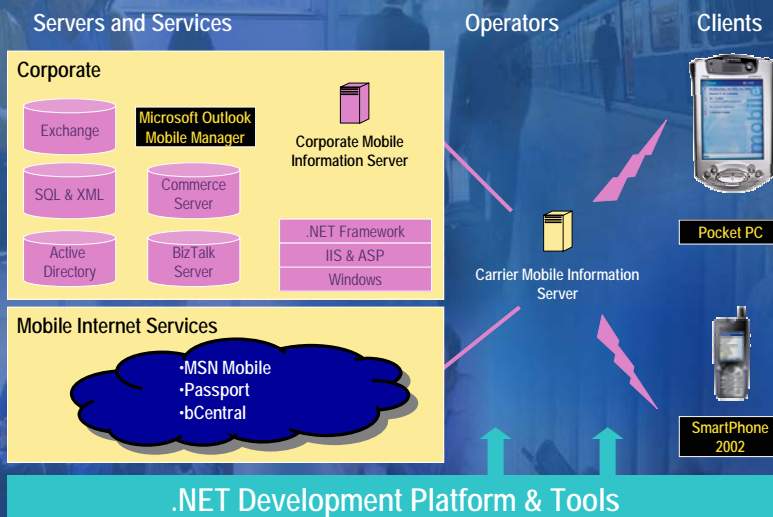 Servers and Services
Operators
Clients
Corporate
Exchange
Microsoft Outlook
Mobile Manager
Corporate Mobile
Information Server
SQL & XML
Commerce
Server
Active
Directory
BizTalk
Server
.NET Framework
IIS & ASP
Windows
Carrier Mobile Information
Server
Pocket PC
Mobile Internet Services
•MSN Mobile
•Passport
•bCentral
SmartPhone
2002
.NET Development Platform & Tools
mobile